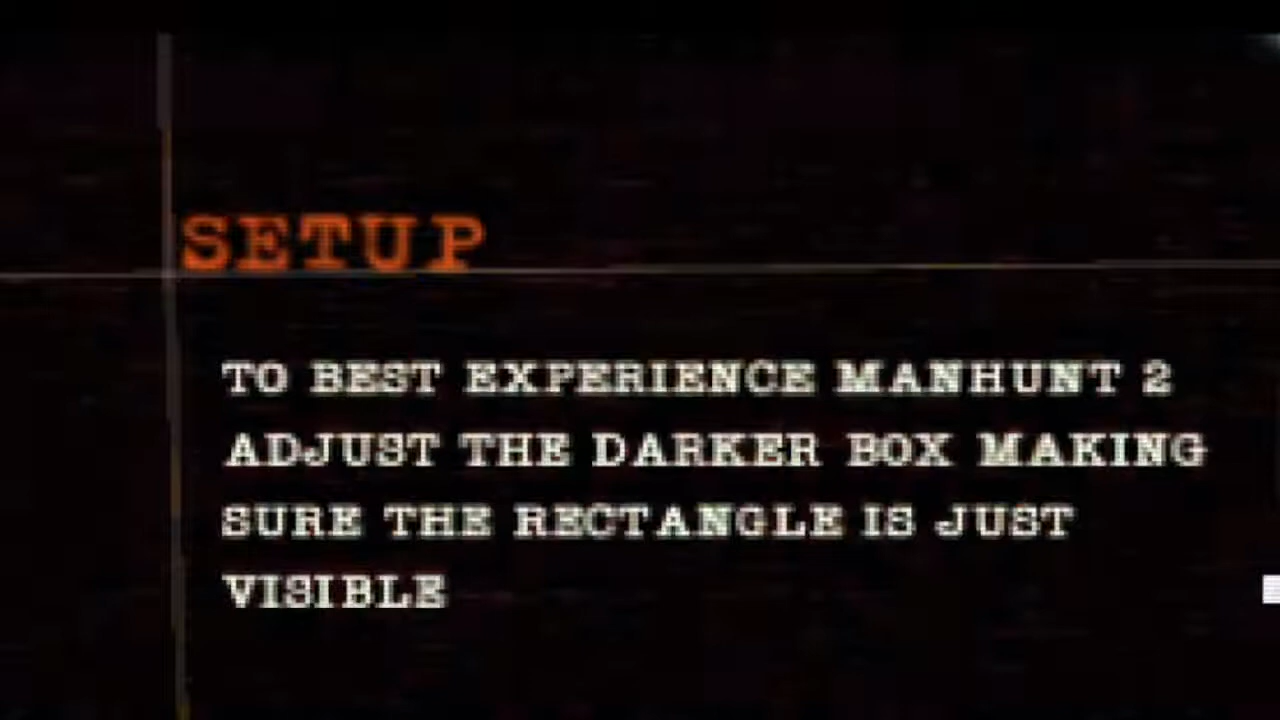 SETUP
TO BEST EXPERIENCE MANHUNT 2
ADJUST THE DARKER BOX MAKING
SURE THE RECTANGLE IS JUST
VISIBLE